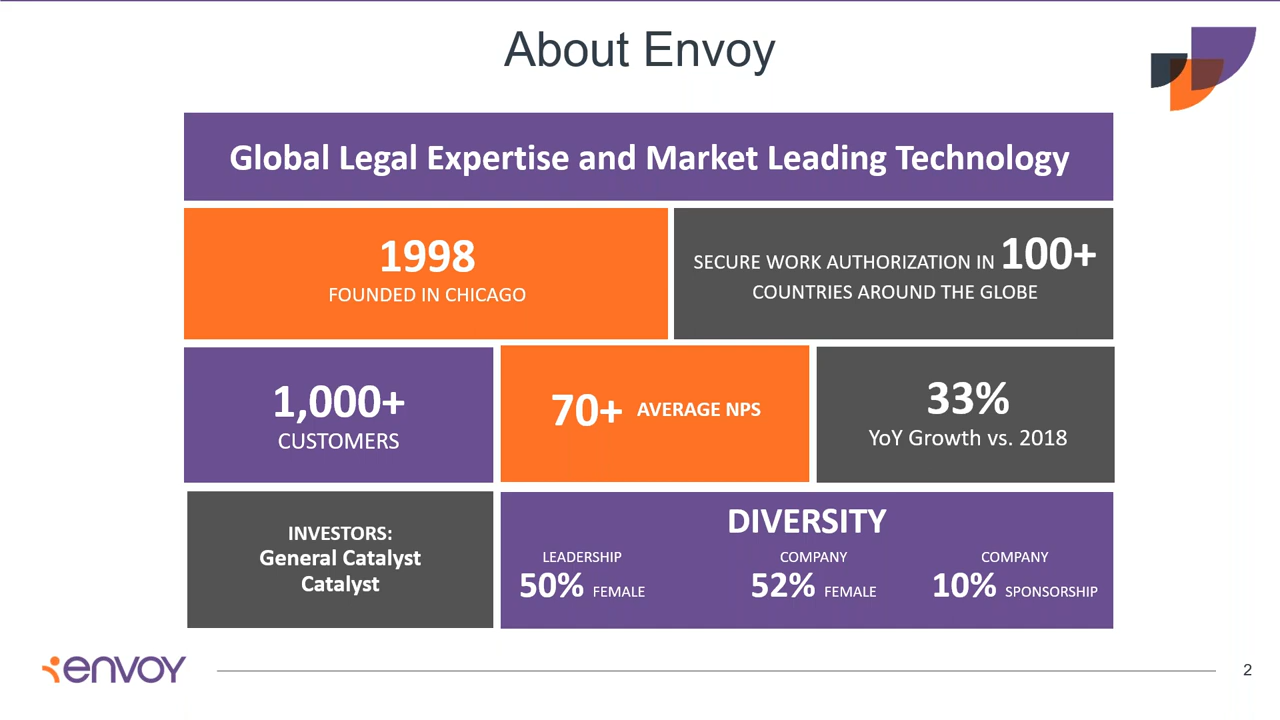 About Envoy
Global Legal Expertise and Market Leading Technology
1998
FOUNDED IN CHICAGO
SECURE WORK AUTHORIZATION IN 100+
COUNTRIES AROUND THE GLOBE
1,000+
CUSTOMERS
70+ AVERAGE NPS
33%
YoY Growth vs. 2018
INVESTORS:
General Catalyst
Catalyst
DIVERSITY
LEADERSHIP
50% FEMALE
COMPANY
52% FEMALE
COMPANY
10% SPONSORSHIP
envoy
2